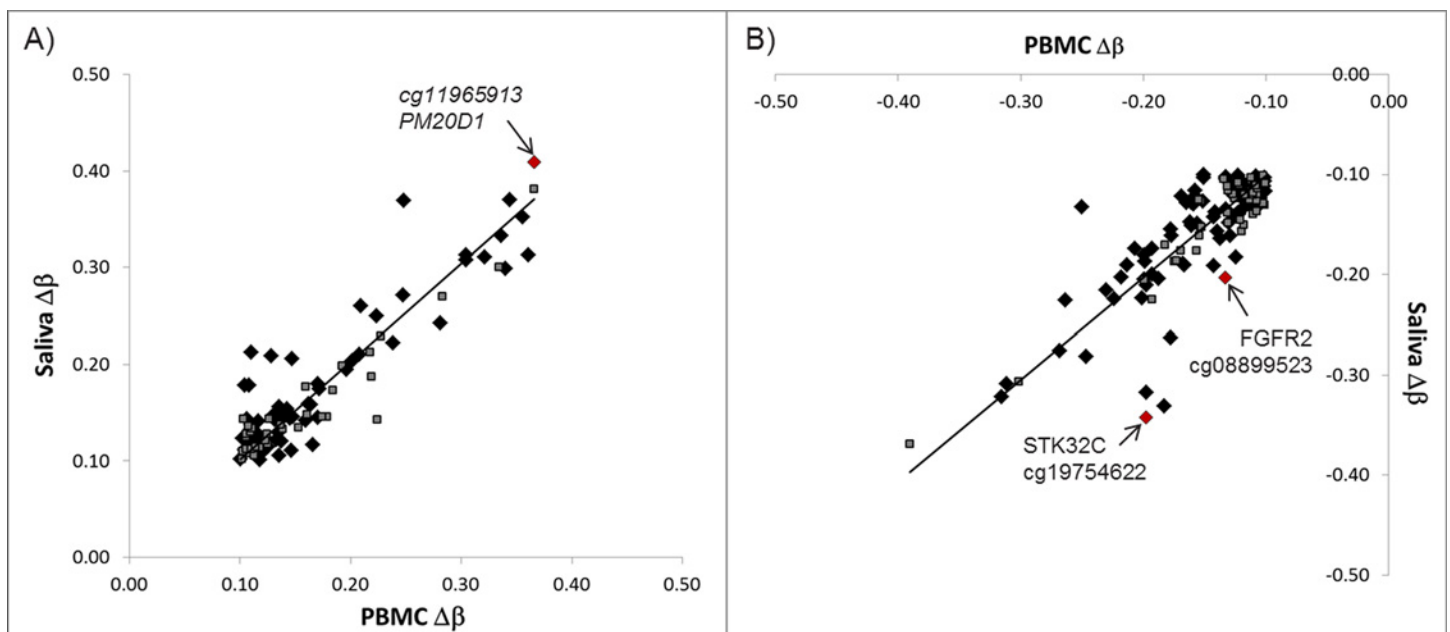 A)
Saliva Δβ
0.50
0.40
0.30
0.20
0.10
0.00
cg11965913
PM20D1
0.00 0.10 0.20 0.30 0.40 0.50
PBMC Δβ
B)
PBMC Δβ
-0.50 -0.40 -0.30 -0.20 -0.10 0.00
0.00
-0.10
-0.20
-0.30
-0.40
-0.50
Saliva Δβ
FGFR2
cg08899523
STK32C
cg19754622